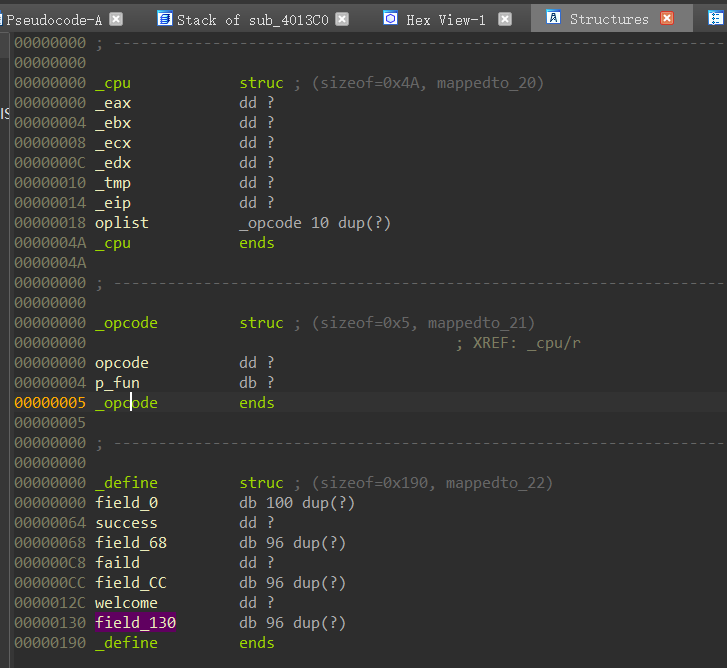 Pseudocode-A Stack of sub_4013C0 Hex View-1 Structures
00000000 ; ----------------------------------------------------------------------
00000000
00000000 _cpu struc ; (sizeof=0x4A, mappedto_20)
00000000 _eax dd ?
00000004 _ebx dd ?
00000008 _ecx dd ?
0000000C _edx dd ?
00000010 _tmp dd ?
00000014 _eip dd ?
00000018 oplist _opcode 10 dup(?)
0000004A _cpu ends
0000004A
00000000 ; ----------------------------------------------------------------------
00000000
00000000 _opcode struc ; (sizeof=0x5, mappedto_21)
00000000 ; XREF: _cpu/r
00000000 opcode dd ?
00000004 p_fun db ?
00000005 _opcode ends
00000005
00000000 ; ----------------------------------------------------------------------
00000000
00000000 _define struc ; (sizeof=0x190, mappedto_22)
00000000 field_0 db 100 dup(?)
00000064 success dd ?
00000068 field_68 db 96 dup(?)
000000C8 faild dd ?
000000CC field_CC db 96 dup(?)
0000012C welcome dd ?
00000130 field_130 db 96 dup(?)
00000190 _define ends